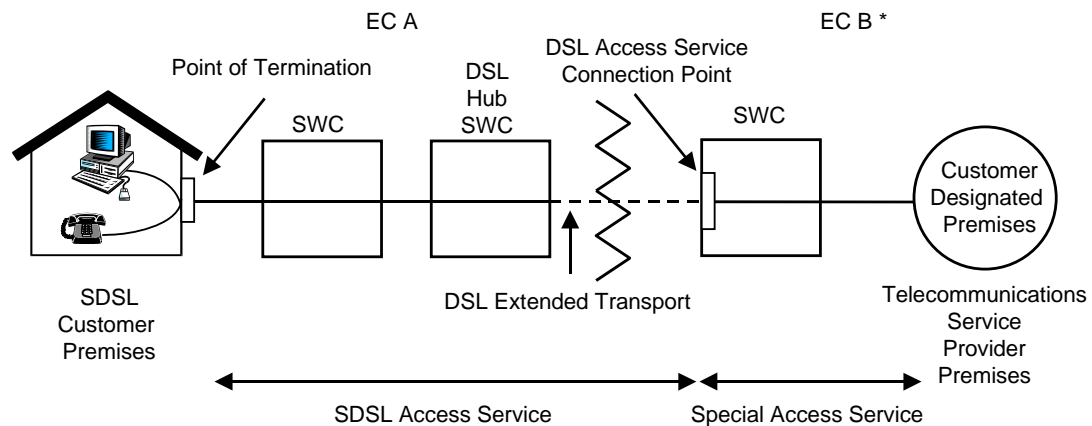 EC A
EC B *
Point of Termination
DSL
Hub
SWC
DSL Access Service
Connection Point
SWC
SWC
Customer
Designated
Premises
DSL Extended Transport
SDSL
Customer
Premises
Telecommunications
Service
Provider
Premises
SDSL Access Service
Special Access Service